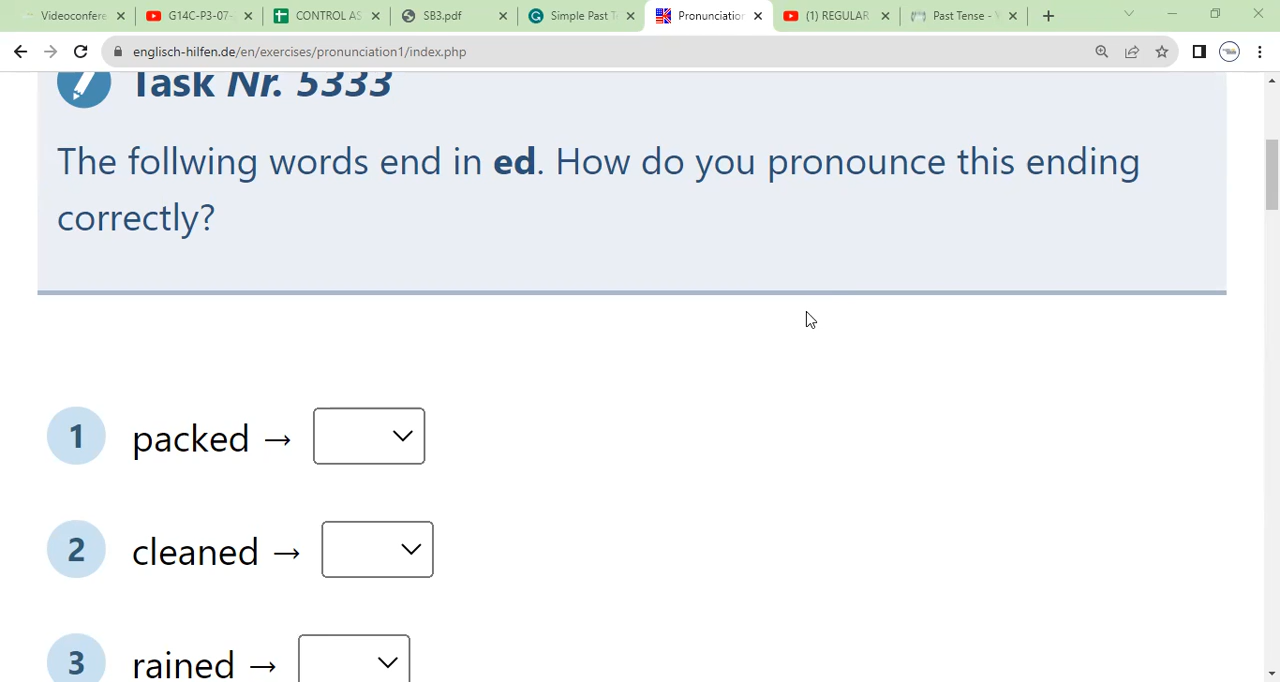 Videoconfere
G14C-P3-07-
CONTROL AS
SB3.pdf
Simple Past T
Pronunciation
(1) REGULAR
Past Tense -
englisch-hilfen.de/en/exercises/pronunciation1/index.php
Task Nr. 5333
The follwing words end in ed. How do you pronounce this ending
correctly?
1 packed →
2 cleaned →
3 rained →